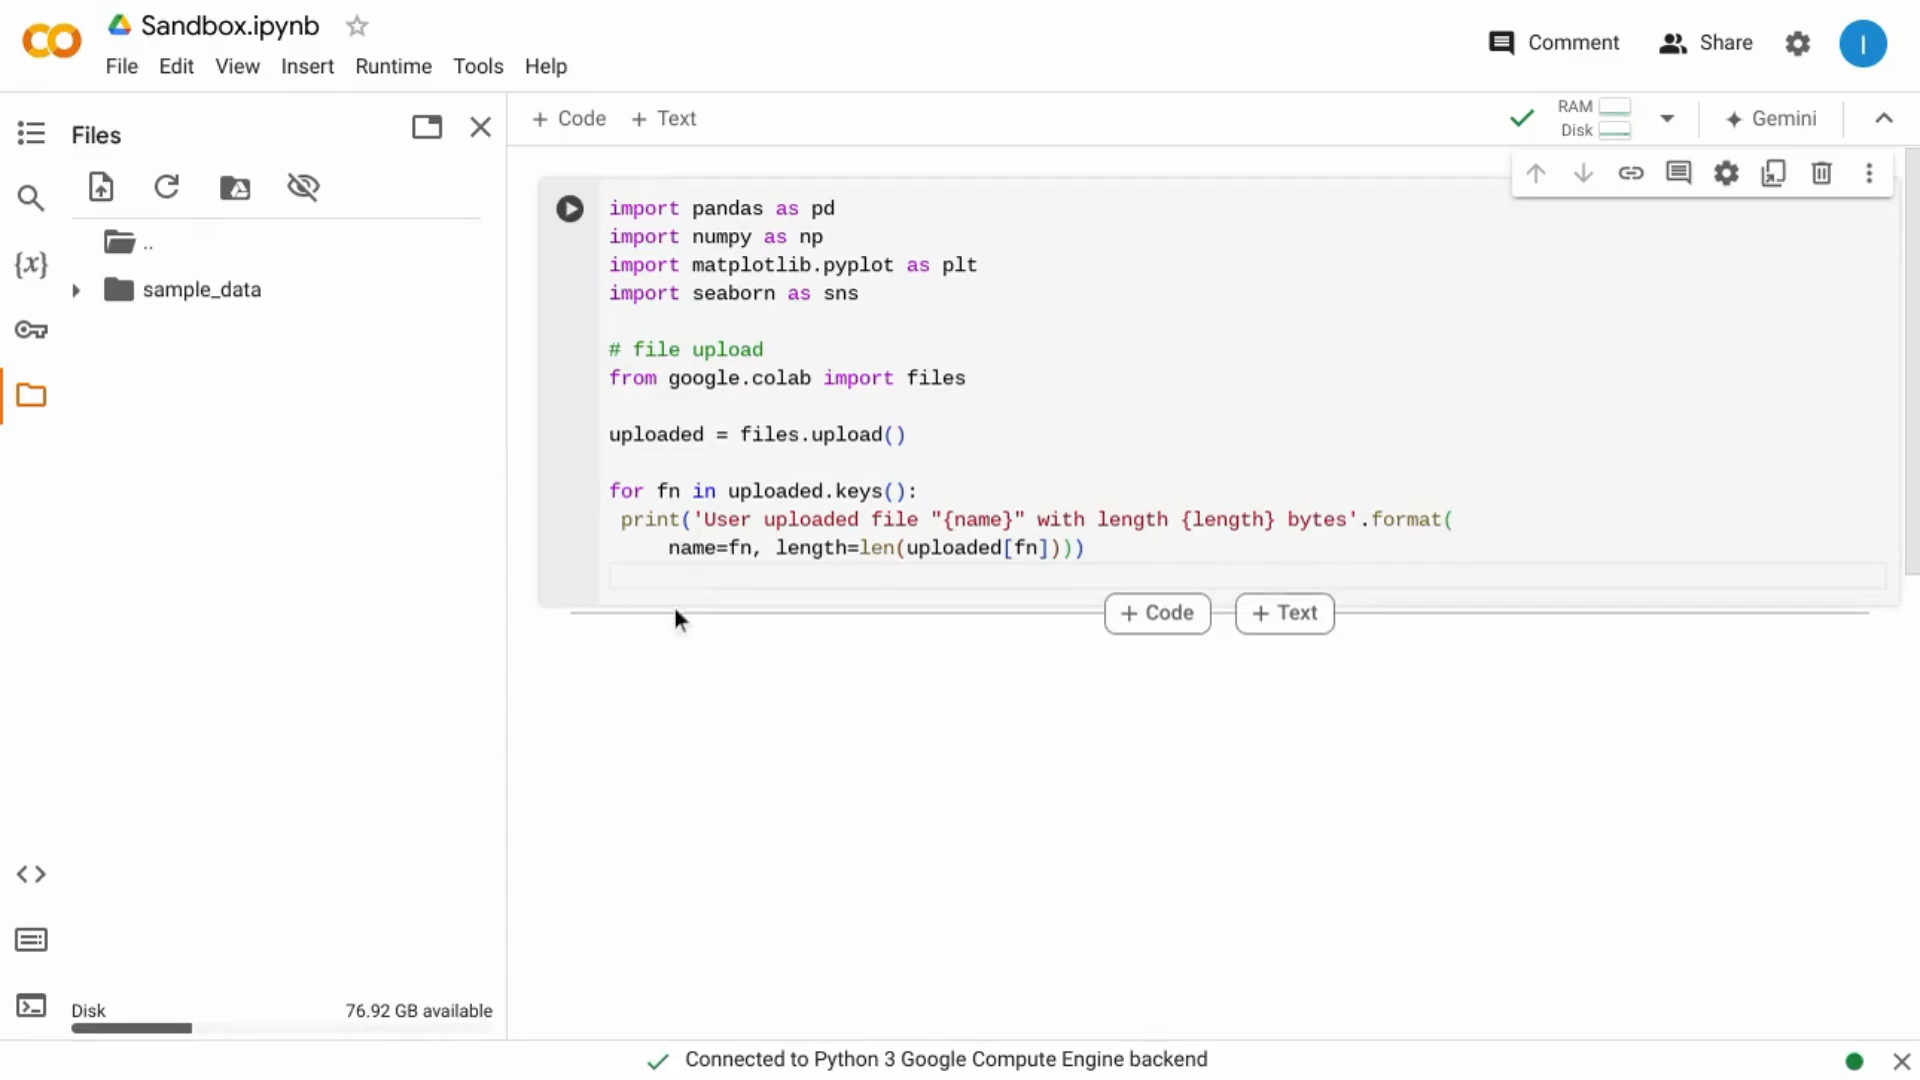 Sandbox.ipynb
File Edit View Insert Runtime Tools Help
Comment
Share
I
Files
+ Code + Text
RAM
Disk
Gemini
..
sample_data
{x}
import pandas as pd
import numpy as np
import matplotlib.pyplot as plt
import seaborn as sns
# file upload
from google.colab import files
uploaded = files.upload()
for fn in uploaded.keys():
print('User uploaded file "{name}" with length {length} bytes'.format(
name=fn, length=len(uploaded[fn])))
+ Code
+ Text
Disk
76.92 GB available
Connected to Python 3 Google Compute Engine backend